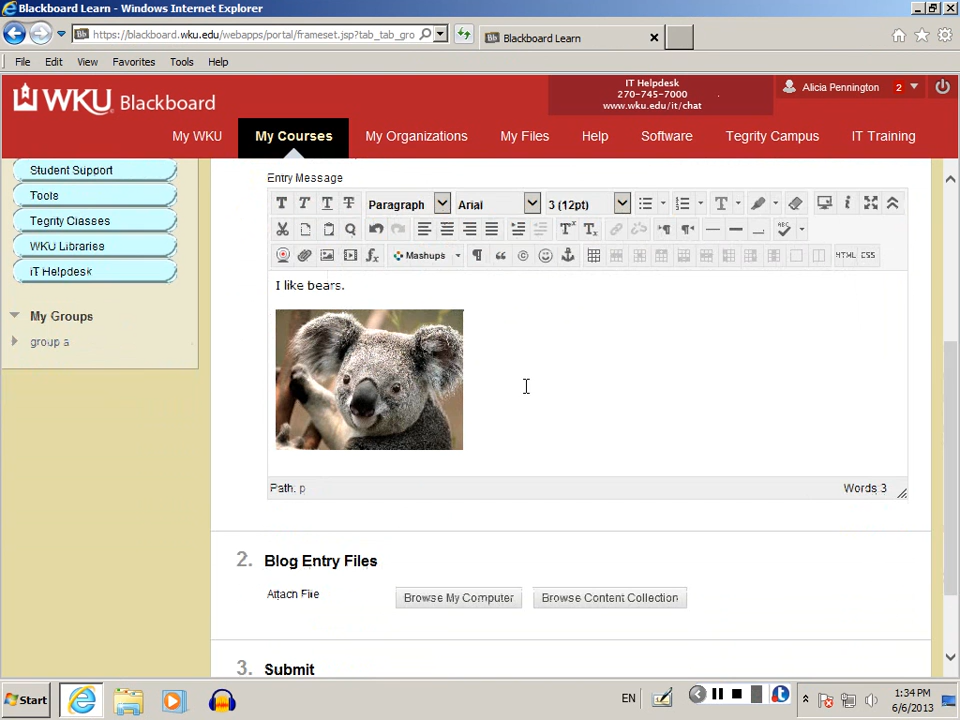 Blackboard Learn - Windows Internet Explorer
https://blackboard.wku.edu/webapps/portal/frameset.jsp?tab_tab_gro
Blackboard Learn
File Edit View Favorites Tools Help
IT Helpdesk
270-745-7000
www.wku.edu/it/chat
WKU Blackboard
Alicia Pennington 2
My WKU My Courses My Organizations My Files Help Software Tegrity Campus IT Training
Student Support
Tools
Tegrity Classes
WKU Libraries
IT Helpdesk
My Groups
group a
Entry Message
T T T T Paragraph Arial 3 (12pt)
Mashups HTML CSS
I like bears.
Path: p Words:3
2. Blog Entry Files
Attach File Browse My Computer Browse Content Collection
3. Submit
Start EN 1:34 PM
6/6/2013